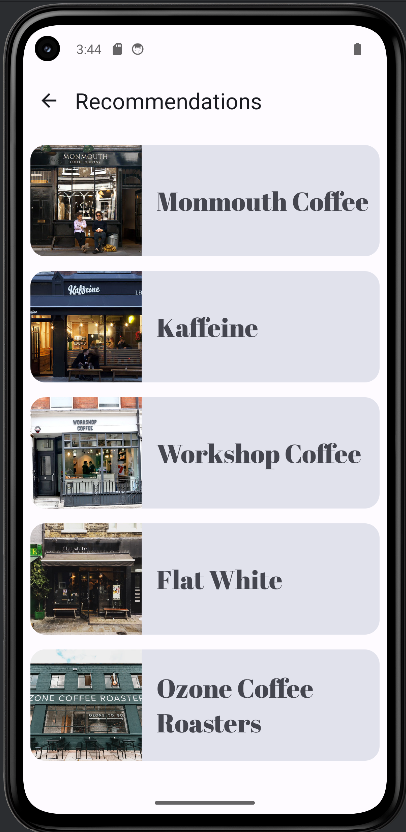 3:44
Recommendations
MONMOUTH
Monmouth Coffee
Kaffeine
Kaffeine
WORKSHOP
COFFEE
Workshop Coffee
Flat White
OZONE COFFEE ROASTERS
Ozone Coffee
Roasters